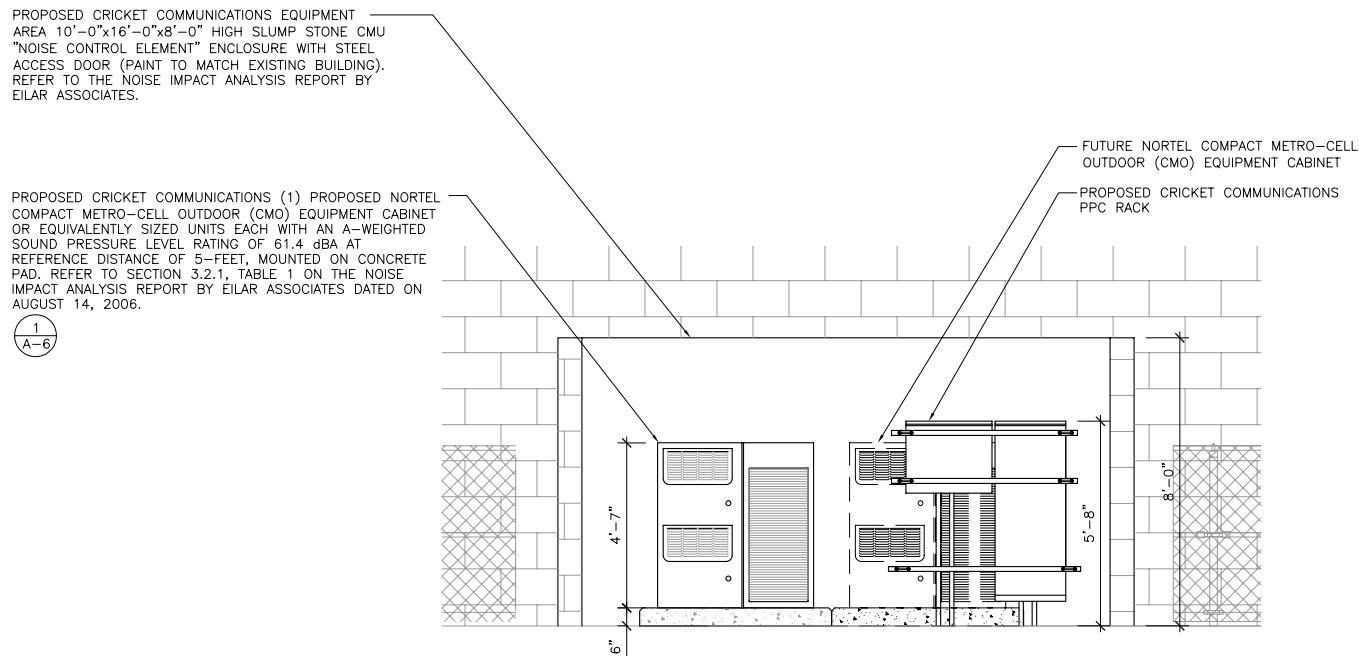 PROPOSED CRICKET COMMUNICATIONS EQUIPMENT
AREA 10'-0"x16'-0"x8'-0" HIGH SLUMP STONE CMU
"NOISE CONTROL ELEMENT" ENCLOSURE WITH STEEL
ACCESS DOOR (PAINT TO MATCH EXISTING BUILDING).
REFER TO THE NOISE IMPACT ANALYSIS REPORT BY
EILAR ASSOCIATES.
FUTURE NORTEL COMPACT METRO-CELL
OUTDOOR (CMO) EQUIPMENT CABINET
PROPOSED CRICKET COMMUNICATIONS
PPC RACK
PROPOSED CRICKET COMMUNICATIONS (1) PROPOSED NORTEL
COMPACT METRO-CELL OUTDOOR (CMO) EQUIPMENT CABINET
OR EQUIVALENTLY SIZED UNITS EACH WITH AN A-WEIGHTED
SOUND PRESSURE LEVEL RATING OF 61.4 dBA AT
REFERENCE DISTANCE OF 5-FEET, MOUNTED ON CONCRETE
PAD. REFER TO SECTION 3.2.1, TABLE 1 ON THE NOISE
IMPACT ANALYSIS REPORT BY EILAR ASSOCIATES DATED ON
AUGUST 14, 2006.
1
A-6
4'-7"
6"
5'-8"
8'-0"